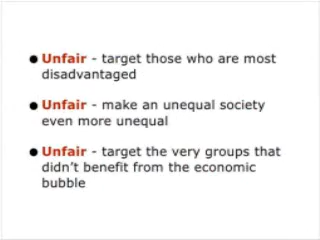 ● Unfair - target those who are most
disadvantaged
● Unfair - make an unequal society
even more unequal
● Unfair - target the very groups that
didn't benefit from the economic
bubble